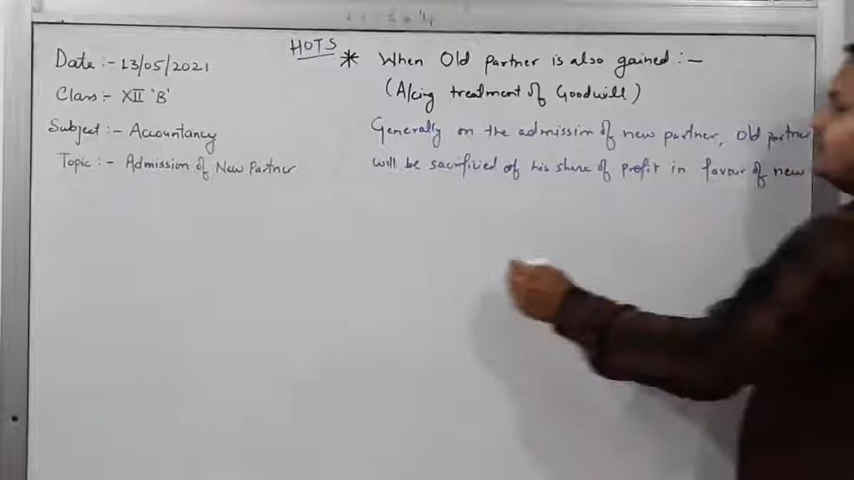 Date :- 13/05/2021
Class :- XII 'B'
Subject :- Accountancy
Topic :- Admission of New Partner
HOTS
* When Old partner is also gained :-
(A/cing treatment of Goodwill)
Generally on the admission of new partner, Old partner
will be sacrificed of his share of profit in favour of new